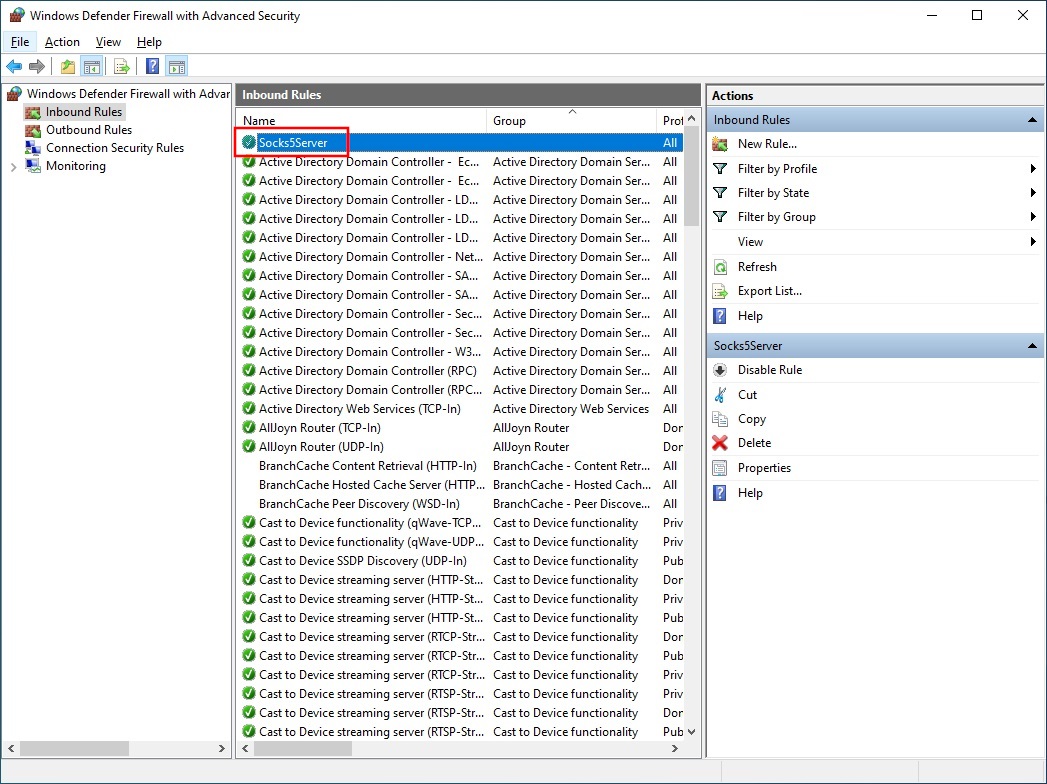 Windows Defender Firewall with Advanced Security
File Action View Help
Windows Defender Firewall with Advar
Inbound Rules
Outbound Rules
Connection Security Rules
Monitoring
Inbound Rules
Name Group Prof
Socks5Server All
Active Directory Domain Controller - Ec... Active Directory Domain Ser... All
Active Directory Domain Controller - Ec... Active Directory Domain Ser... All
Active Directory Domain Controller - LD... Active Directory Domain Ser... All
Active Directory Domain Controller - LD... Active Directory Domain Ser... All
Active Directory Domain Controller - LD... Active Directory Domain Ser... All
Active Directory Domain Controller - Net... Active Directory Domain Ser... All
Active Directory Domain Controller - SA... Active Directory Domain Ser... All
Active Directory Domain Controller - SA... Active Directory Domain Ser... All
Active Directory Domain Controller - Sec... Active Directory Domain Ser... All
Active Directory Domain Controller - Sec... Active Directory Domain Ser... All
Active Directory Domain Controller - W3... Active Directory Domain Ser... All
Active Directory Domain Controller (RPC) Active Directory Domain Ser... All
Active Directory Domain Controller (RPC... Active Directory Domain Ser... All
Active Directory Web Services (TCP-In) Active Directory Web Services All
AllJoyn Router (TCP-In) AllJoyn Router Don
AllJoyn Router (UDP-In) AllJoyn Router Don
BranchCache Content Retrieval (HTTP-In) BranchCache - Content Retr... All
BranchCache Hosted Cache Server (HTTP... BranchCache - Hosted Cach... All
BranchCache Peer Discovery (WSD-In) BranchCache - Peer Discove... All
Cast to Device functionality (qWave-TCP... Cast to Device functionality Priv
Cast to Device functionality (qWave-UDP... Cast to Device functionality Priv
Cast to Device SSDP Discovery (UDP-In) Cast to Device functionality Pub
Cast to Device streaming server (HTTP-St... Cast to Device functionality Don
Cast to Device streaming server (HTTP-St... Cast to Device functionality Priv
Cast to Device streaming server (HTTP-St... Cast to Device functionality Pub
Cast to Device streaming server (RTCP-Str... Cast to Device functionality Don
Cast to Device streaming server (RTCP-Str... Cast to Device functionality Pub
Cast to Device streaming server (RTCP-Str... Cast to Device functionality Priv
Cast to Device streaming server (RTSP-Str... Cast to Device functionality Priv
Cast to Device streaming server (RTSP-Str... Cast to Device functionality Don
Cast to Device streaming server (RTSP-Str... Cast to Device functionality Pub
Actions
Inbound Rules
New Rule...
Filter by Profile
Filter by State
Filter by Group
View
Refresh
Export List...
Help
Socks5Server
Disable Rule
Cut
Copy
Delete
Properties
Help